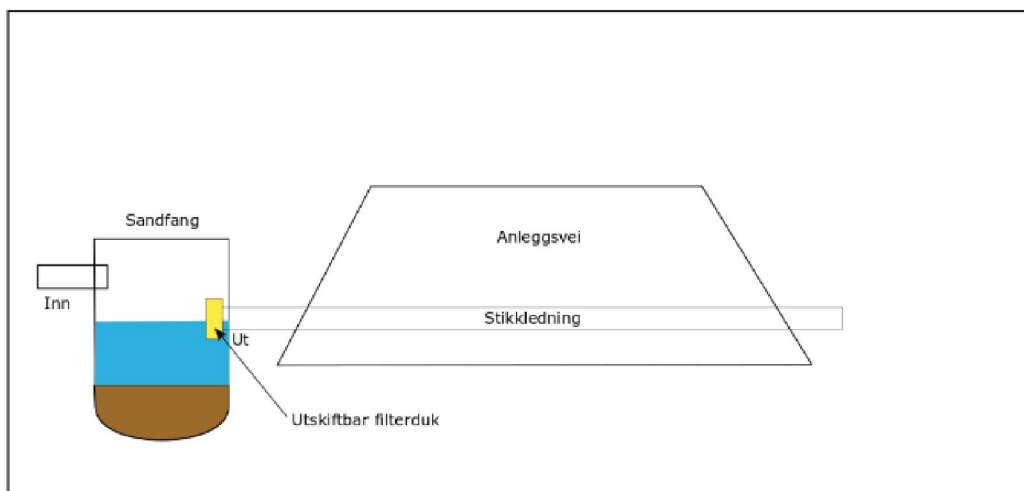 Sandfang
Anleggsvei
Inn
Stikkledning
Ut
Utskiftbar filterduk